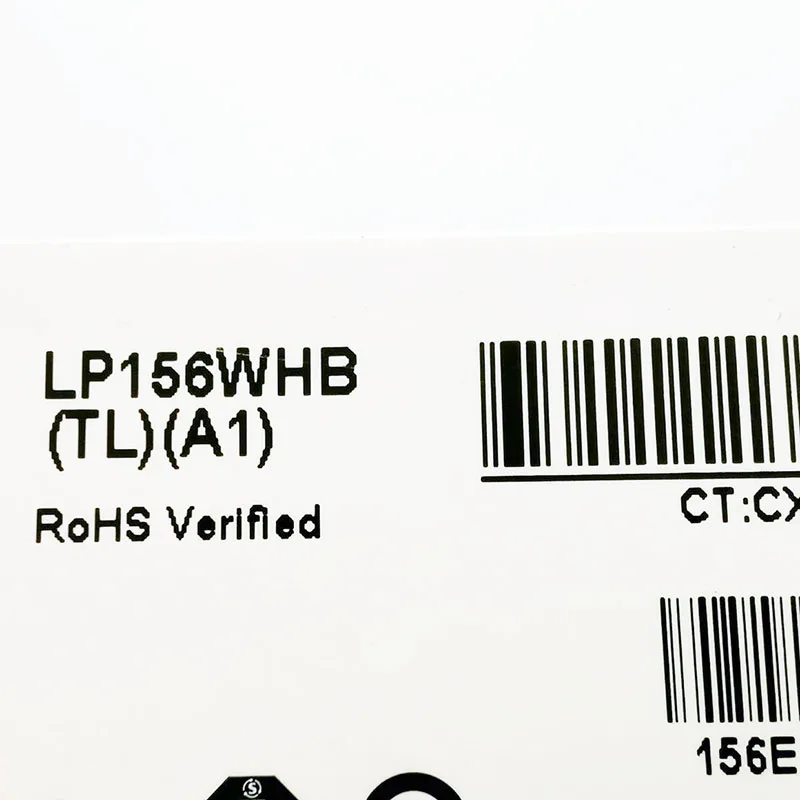 LP156WHB
(TL)(A1)
RoHS Verified
CT:CX
156E